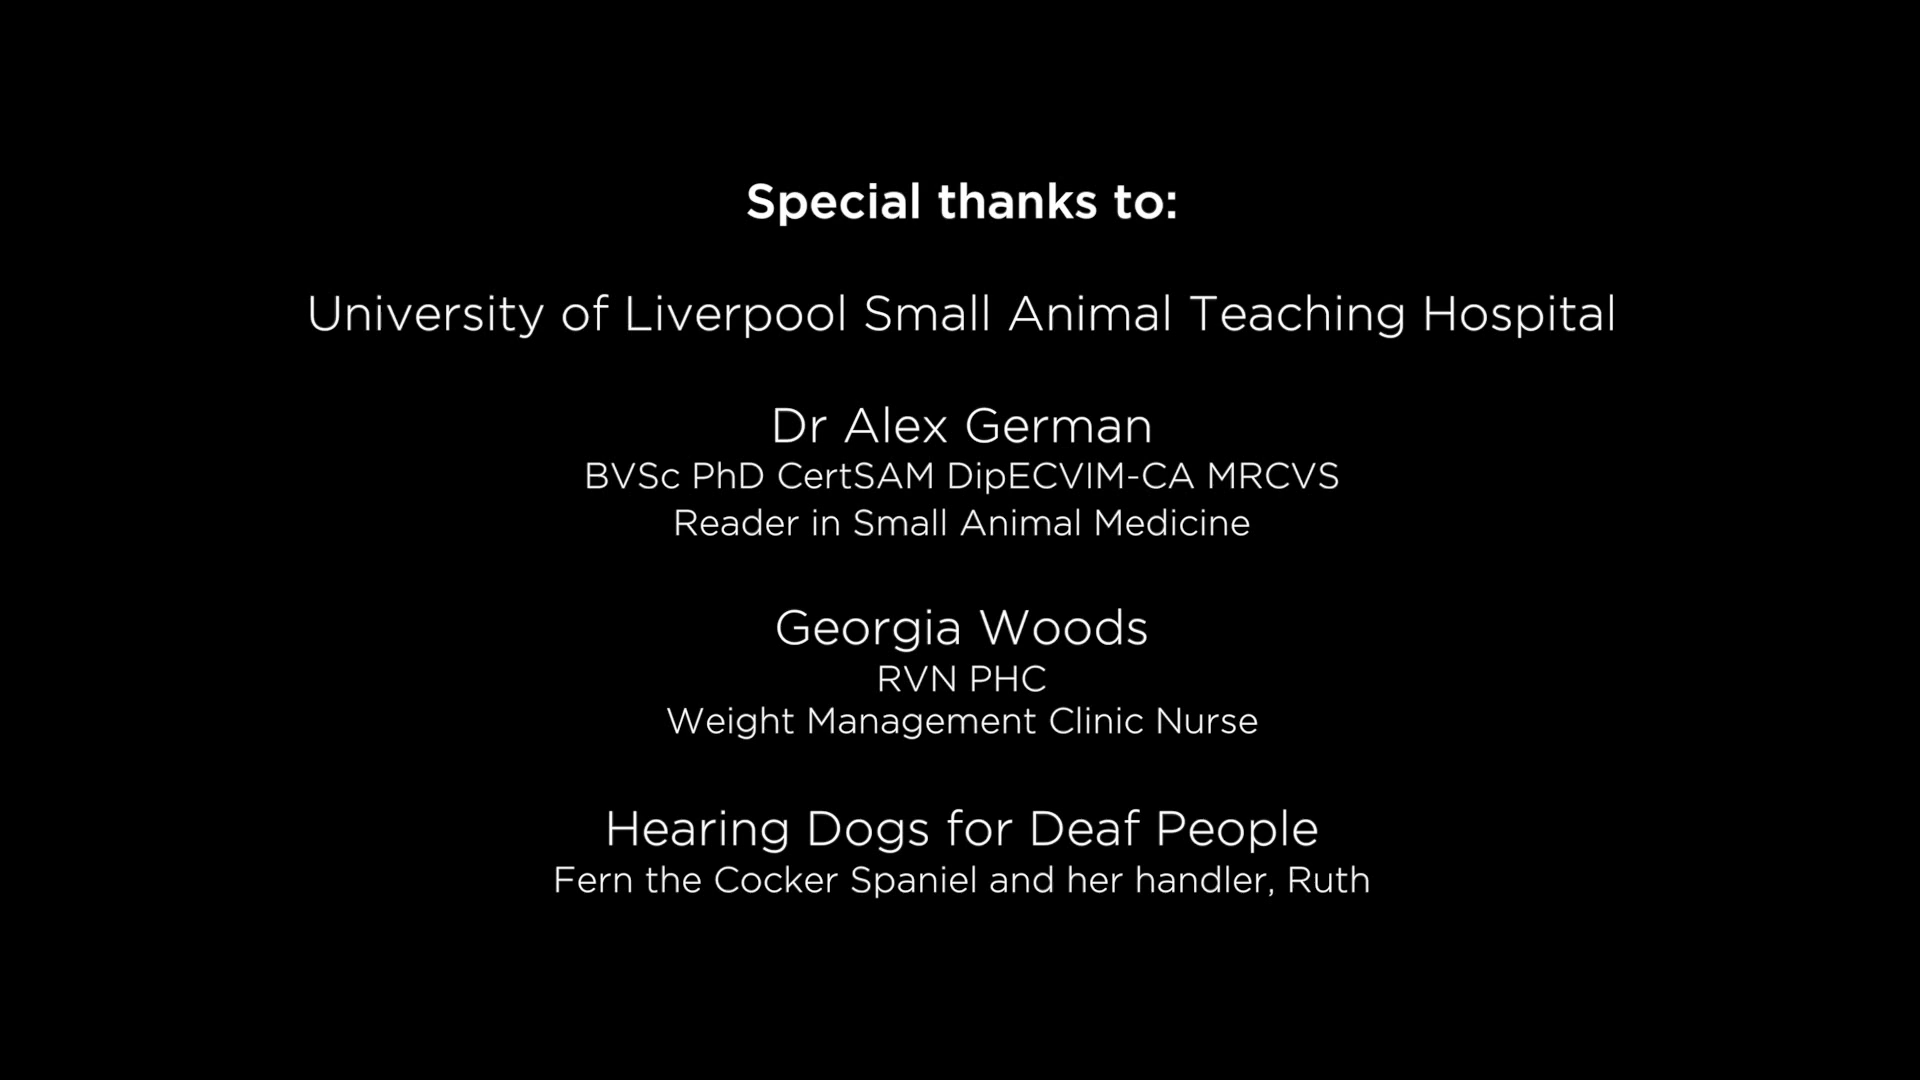 Special thanks to:
University of Liverpool Small Animal Teaching Hospital
Dr Alex German
BVSc PhD CertSAM DipECVIM-CA MRCVS
Reader in Small Animal Medicine
Georgia Woods
RVN PHC
Weight Management Clinic Nurse
Hearing Dogs for Deaf People
Fern the Cocker Spaniel and her handler, Ruth